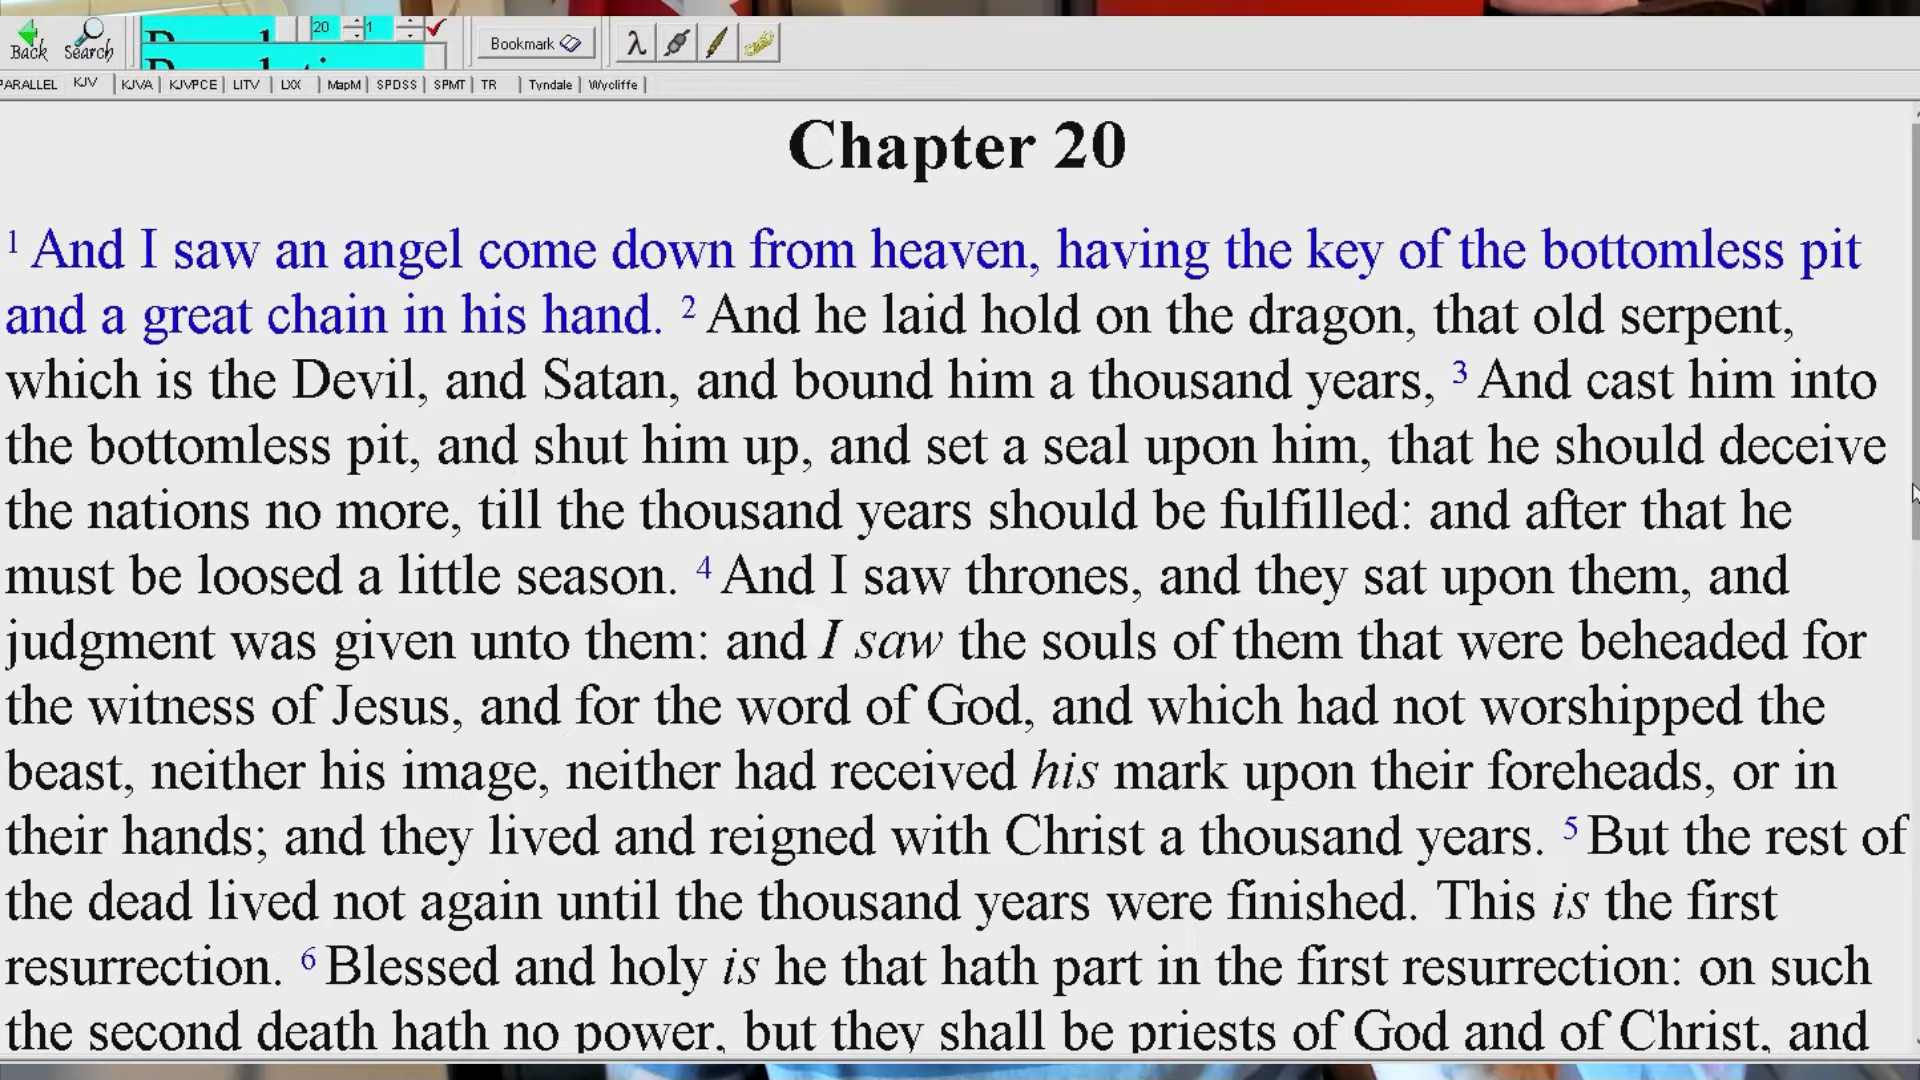 20 1
Back Search Bookmark
PARALLEL KJV KJVA KJVPCE LITV LXX MapM SPDSS SPMT TR Tyndale Wycliffe
Chapter 20
1 And I saw an angel come down from heaven, having the key of the bottomless pit
and a great chain in his hand. 2 And he laid hold on the dragon, that old serpent,
which is the Devil, and Satan, and bound him a thousand years, 3 And cast him into
the bottomless pit, and shut him up, and set a seal upon him, that he should deceive
the nations no more, till the thousand years should be fulfilled: and after that he
must be loosed a little season. 4 And I saw thrones, and they sat upon them, and
judgment was given unto them: and I saw the souls of them that were beheaded for
the witness of Jesus, and for the word of God, and which had not worshipped the
beast, neither his image, neither had received his mark upon their foreheads, or in
their hands; and they lived and reigned with Christ a thousand years. 5 But the rest of
the dead lived not again until the thousand years were finished. This is the first
resurrection. 6 Blessed and holy is he that hath part in the first resurrection: on such
the second death hath no power, but they shall be priests of God and of Christ, and